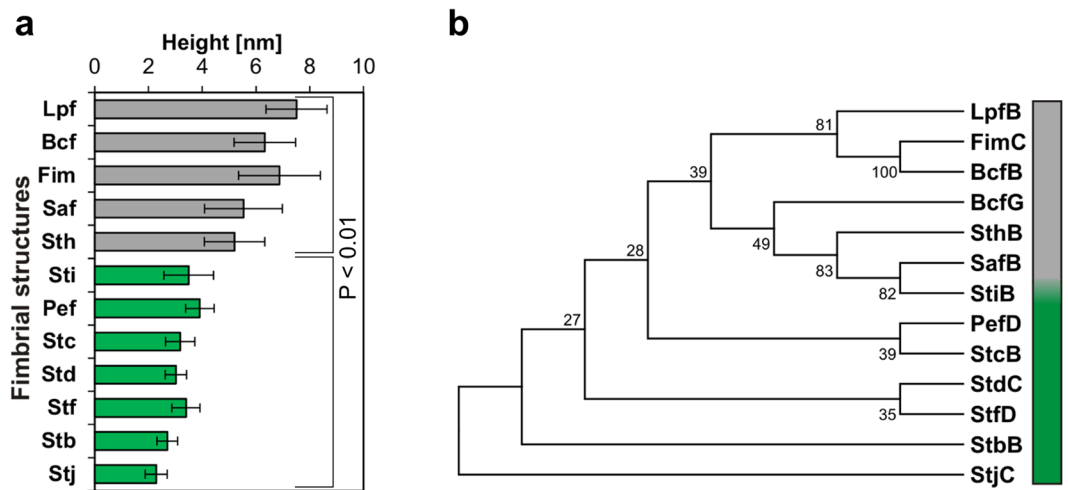 a
Height [nm]
0 2 4 6 8 10
Fimbrial structures
Lpf
Bcf
Fim
Saf
Sth
Sti
Pef
Stc
Std
Stf
Stb
Stj
P < 0.01
b
81
100
39
49
83
82
28
39
27
35
LpfB
FimC
BcfB
BcfG
SthB
SafB
StiB
PefD
StcB
StdC
StfD
StbB
StjC